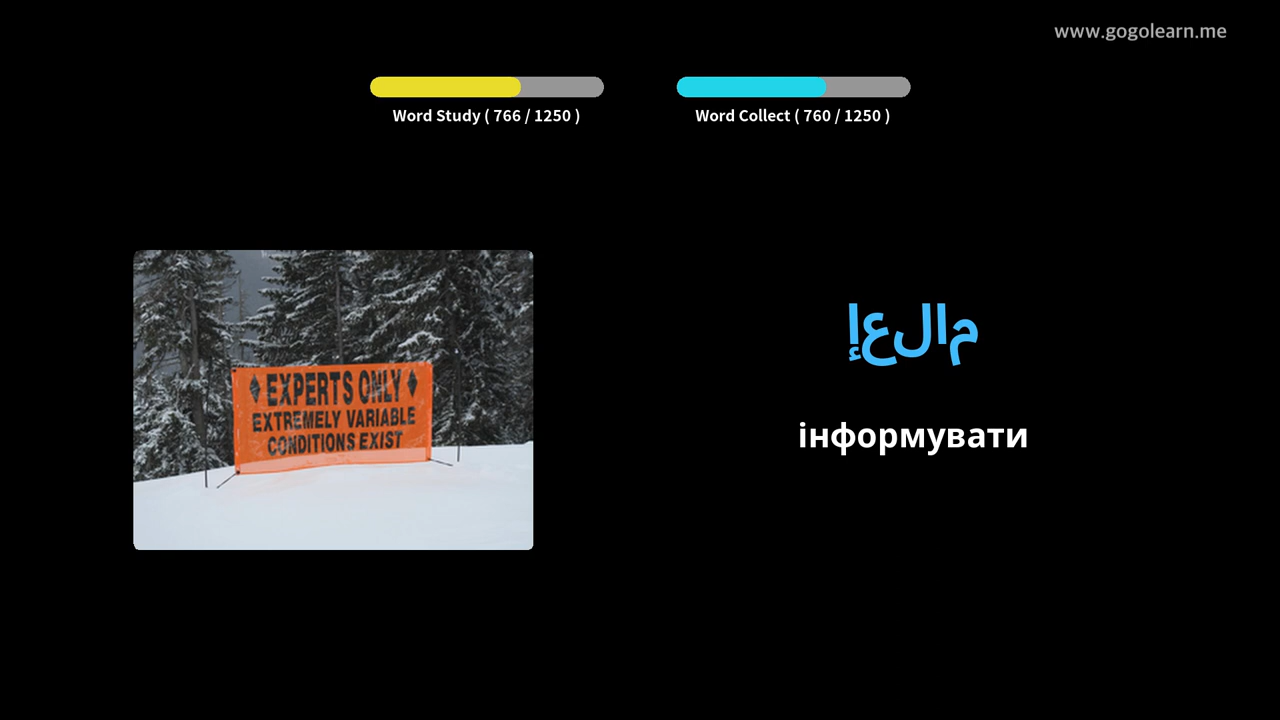 www.gogolearn.me
Word Study ( 766 / 1250 )
Word Collect ( 760 / 1250 )
EXPERTS ONLY
EXTREMELY VARIABLE
CONDITIONS EXIST
إعلام
інформувати